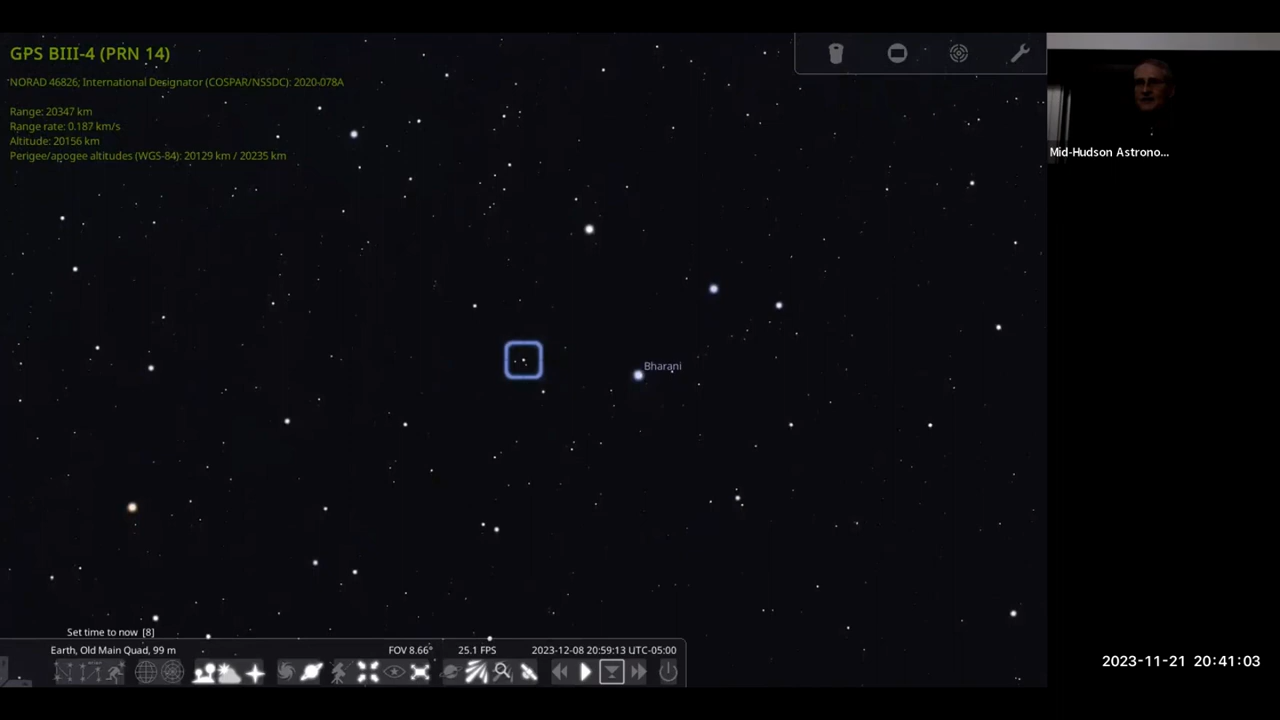 GPS BIII-4 (PRN 14)
NORAD 46826; International Designator (COSPAR/NSSDC): 2020-078A
Range: 20347 km
Range rate: 0.187 km/s
Altitude: 20156 km
Perigee/apogee altitudes (WGS-84): 20129 km / 20235 km
Mid-Hudson Astrono...
Bharani
Set time to now [8]
Earth, Old Main Quad, 99 m
FOV 8.66°
25.1 FPS
2023-12-08 20:59:13 UTC-05:00
2023-11-21 20:41:03